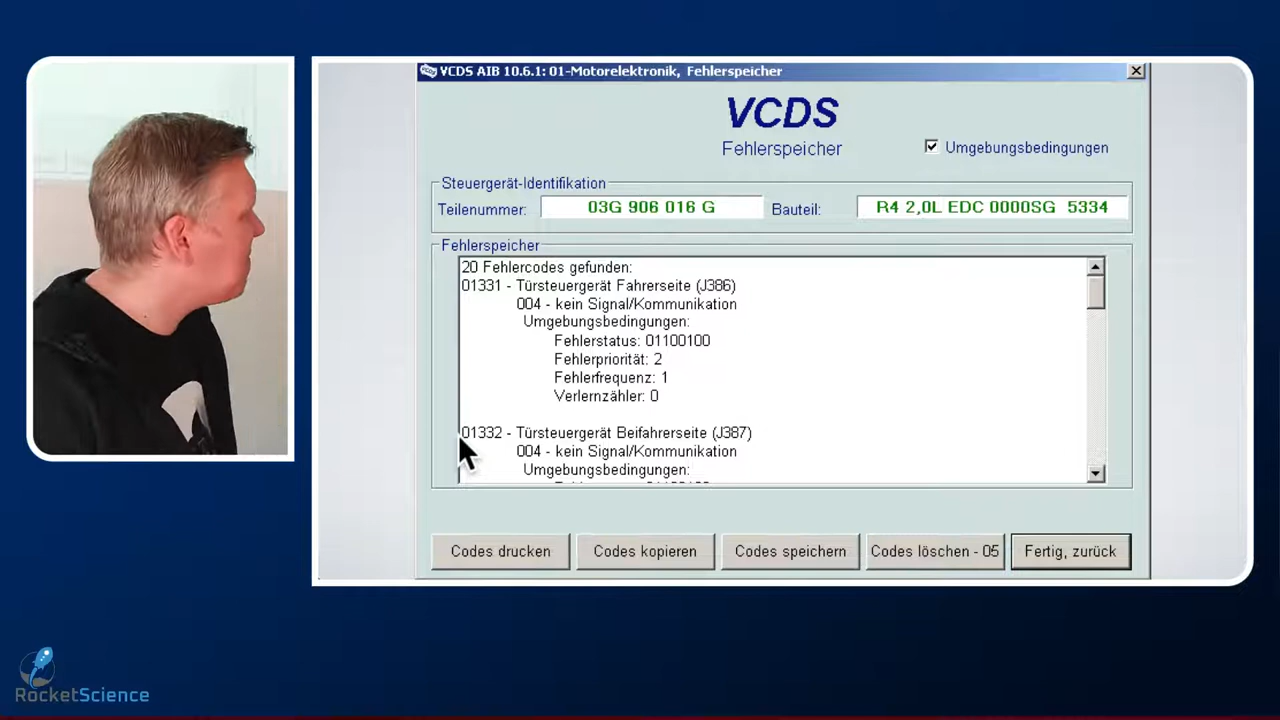 VCDS AIB 10.6.1: 01-Motorelektronik, Fehlerspeicher
VCDS
Fehlerspeicher
Umgebungsbedingungen
Steuergerät-Identifikation
Teilenummer: 03G 906 016 G Bauteil: R4 2,0L EDC 0000SG 5334
Fehlerspeicher
20 Fehlercodes gefunden:
01331 - Türsteuergerät Fahrerseite (J386)
004 - kein Signal/Kommunikation
Umgebungsbedingungen:
Fehlerstatus: 01100100
Fehlerpriorität: 2
Fehlerfrequenz: 1
Verlernzähler: 0
01332 - Türsteuergerät Beifahrerseite (J387)
004 - kein Signal/Kommunikation
Umgebungsbedingungen:
Codes drucken Codes kopieren Codes speichern Codes löschen - 05 Fertig, zurück
RocketScience